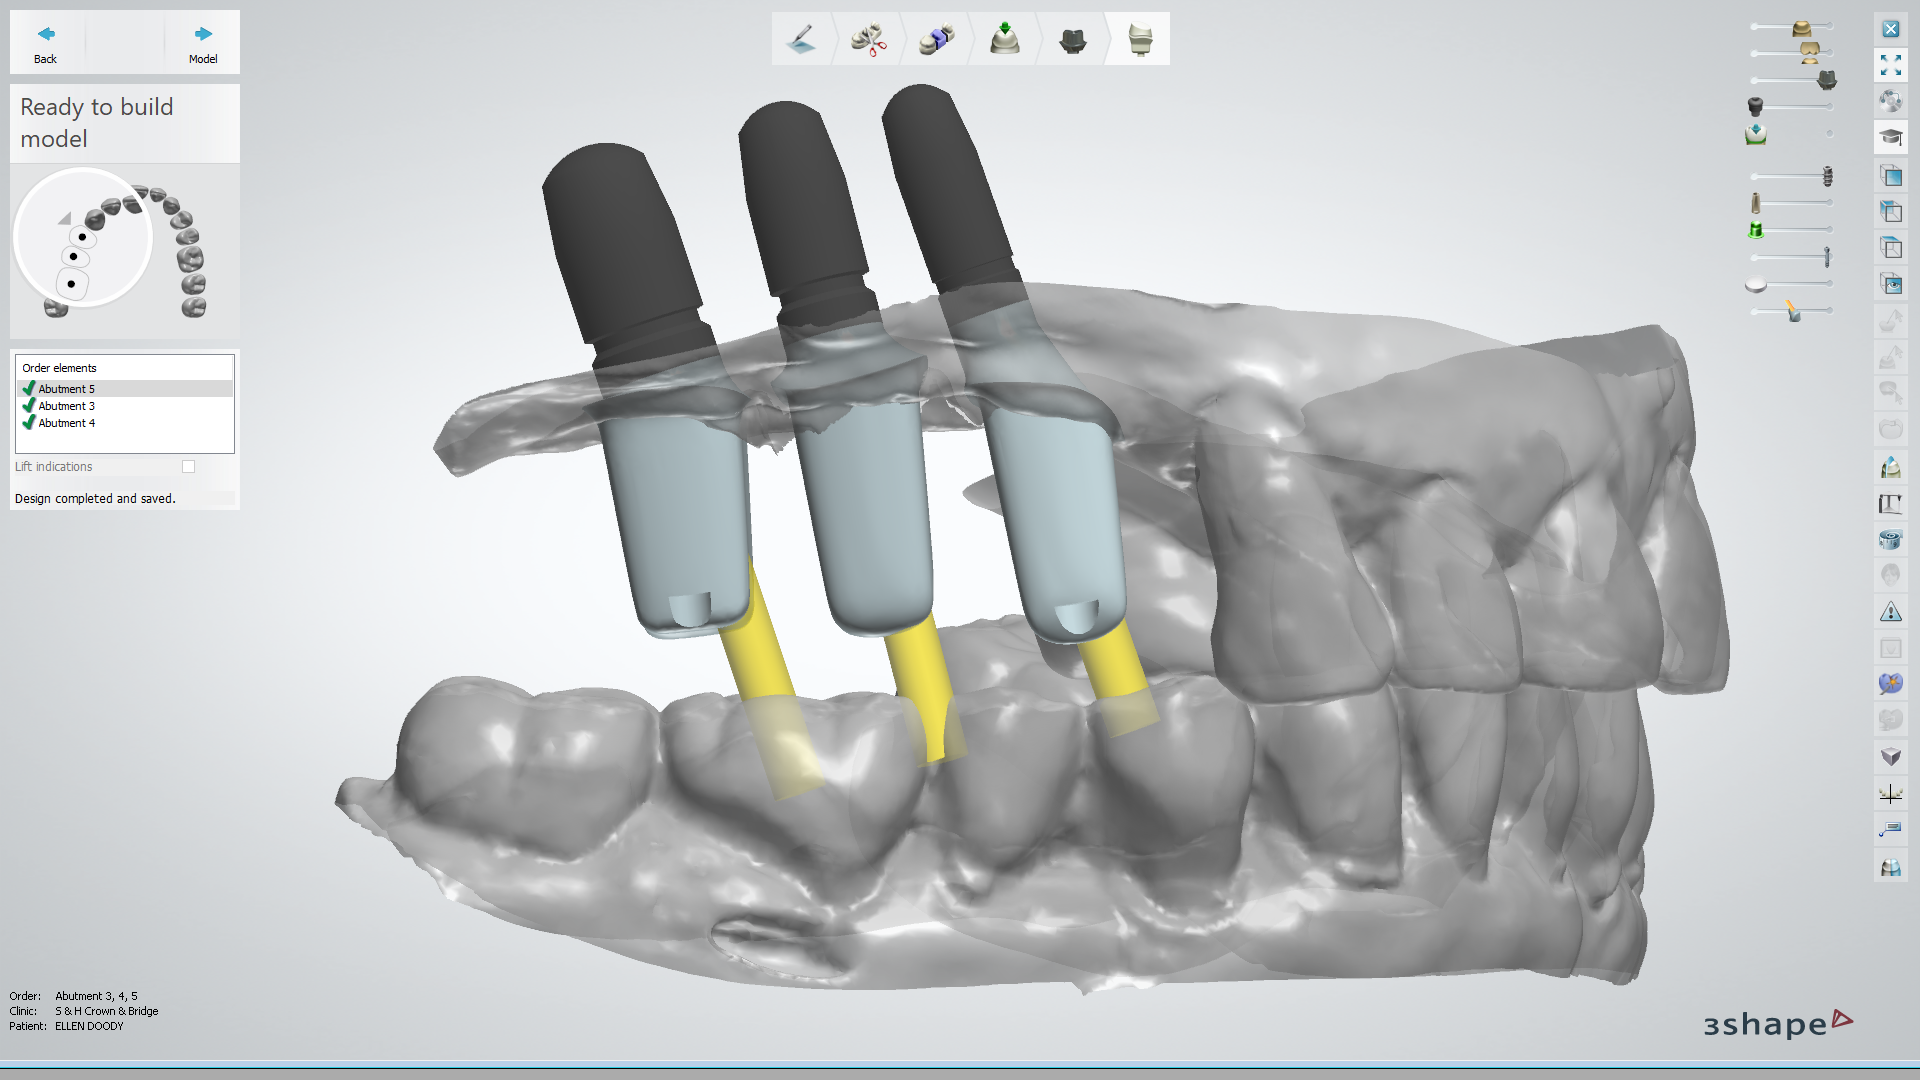 Back
Model
Ready to build
model
Order elements
Abutment 5
Abutment 3
Abutment 4
Lift indications
Design completed and saved.
Order: Abutment 3, 4, 5
Clinic: S & H Crown & Bridge
Patient: ELLEN DOODY
3shape